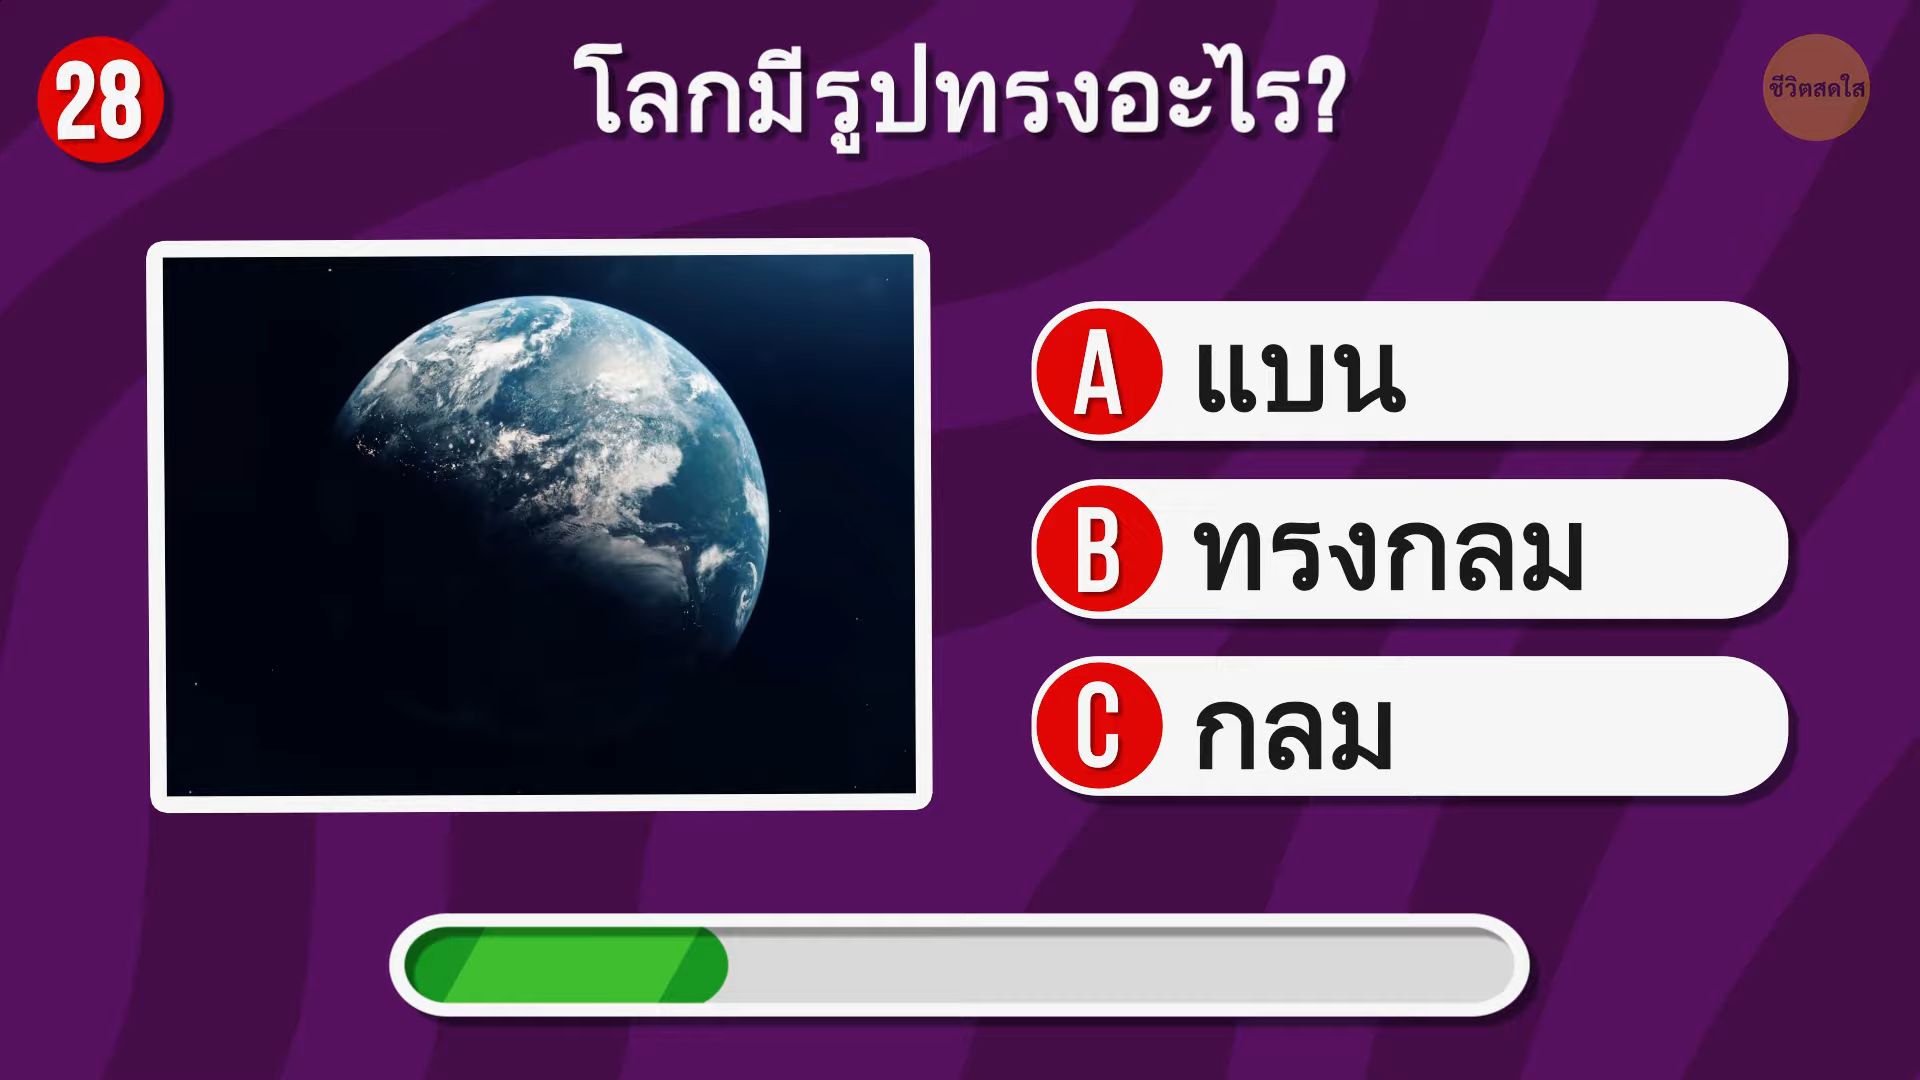 28
โลกมีรูปทรงอะไร?
ชีวิตสดใส
A แบน
B ทรงกลม
C กลม